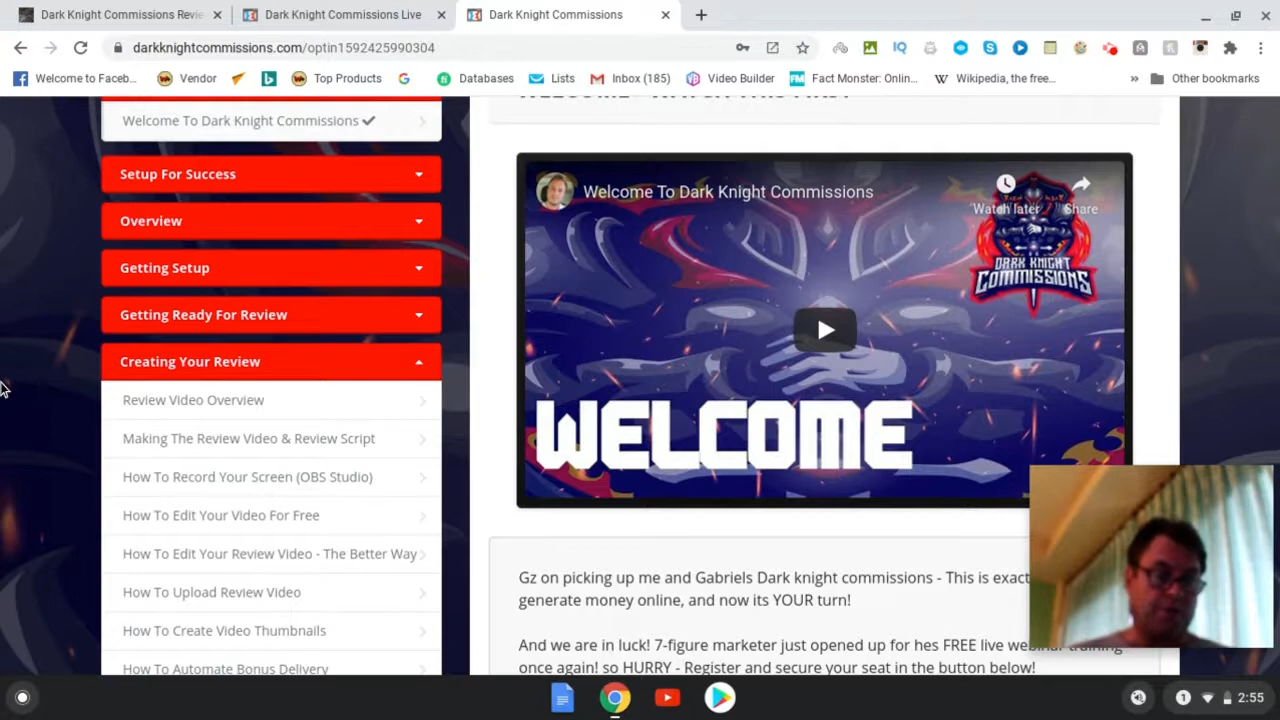 Dark Knight Commissions Revie
Dark Knight Commissions Live
Dark Knight Commissions
darkknightcommissions.com/optin1592425990304
Welcome to Faceb...
Vendor
Top Products
Databases
Lists
Inbox (185)
Video Builder
Fact Monster: Onlin...
Wikipedia, the free...
»
Other bookmarks
Welcome To Dark Knight Commissions
Setup For Success
Overview
Getting Setup
Getting Ready For Review
Creating Your Review
Review Video Overview
Making The Review Video & Review Script
How To Record Your Screen (OBS Studio)
How To Edit Your Video For Free
How To Edit Your Review Video - The Better Way
How To Upload Review Video
How To Create Video Thumbnails
How To Automate Bonus Delivery
WELCOME - WATCH THIS FIRST
Welcome To Dark Knight Commissions
Watch later
Share
DARK KNIGHT
COMMISSIONS
WELCOME
Gz on picking up me and Gabriels Dark knight commissions - This is exact
generate money online, and now its YOUR turn!
And we are in luck! 7-figure marketer just opened up for hes FREE live webinar training
once again! so HURRY - Register and secure your seat in the button below!
1
2:55